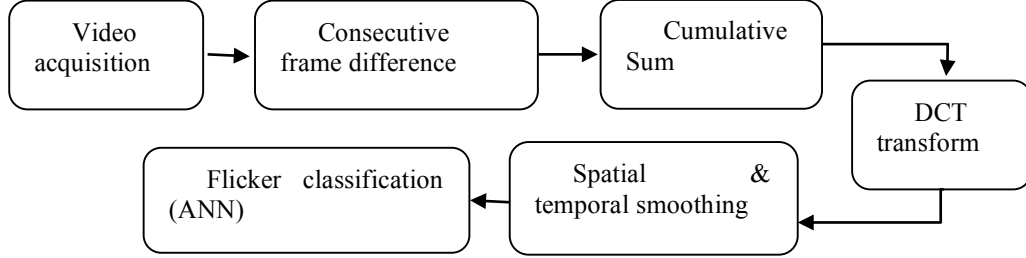 Video
acquisition
Consecutive
frame difference
Cumulative
Sum
DCT
transform
Spatial &
temporal smoothing
Flicker classification
(ANN)